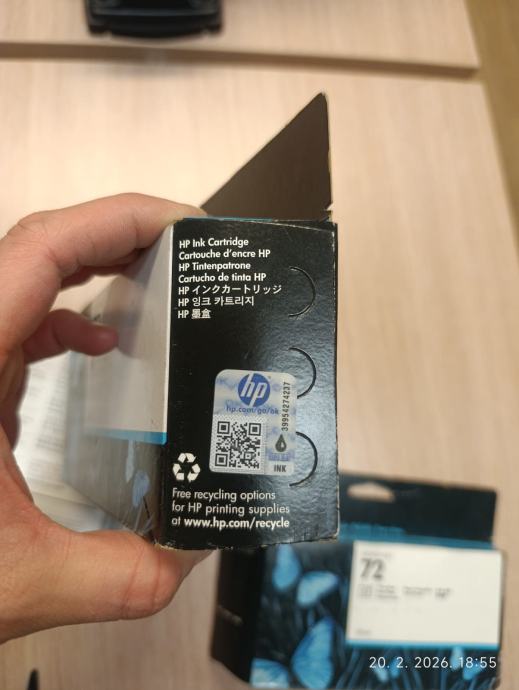 HP Ink Cartridge
Cartouche d'encre HP
HP Tintenpatrone
Cartucho de tinta HP
HP インクカートリッジ
HP 잉크 카트리지
HP 墨盒
hp
hp.com/go/ok
39954274237
INK
Free recycling options
for HP printing supplies
at www.hp.com/recycle
72
20. 2. 2026. 18:55